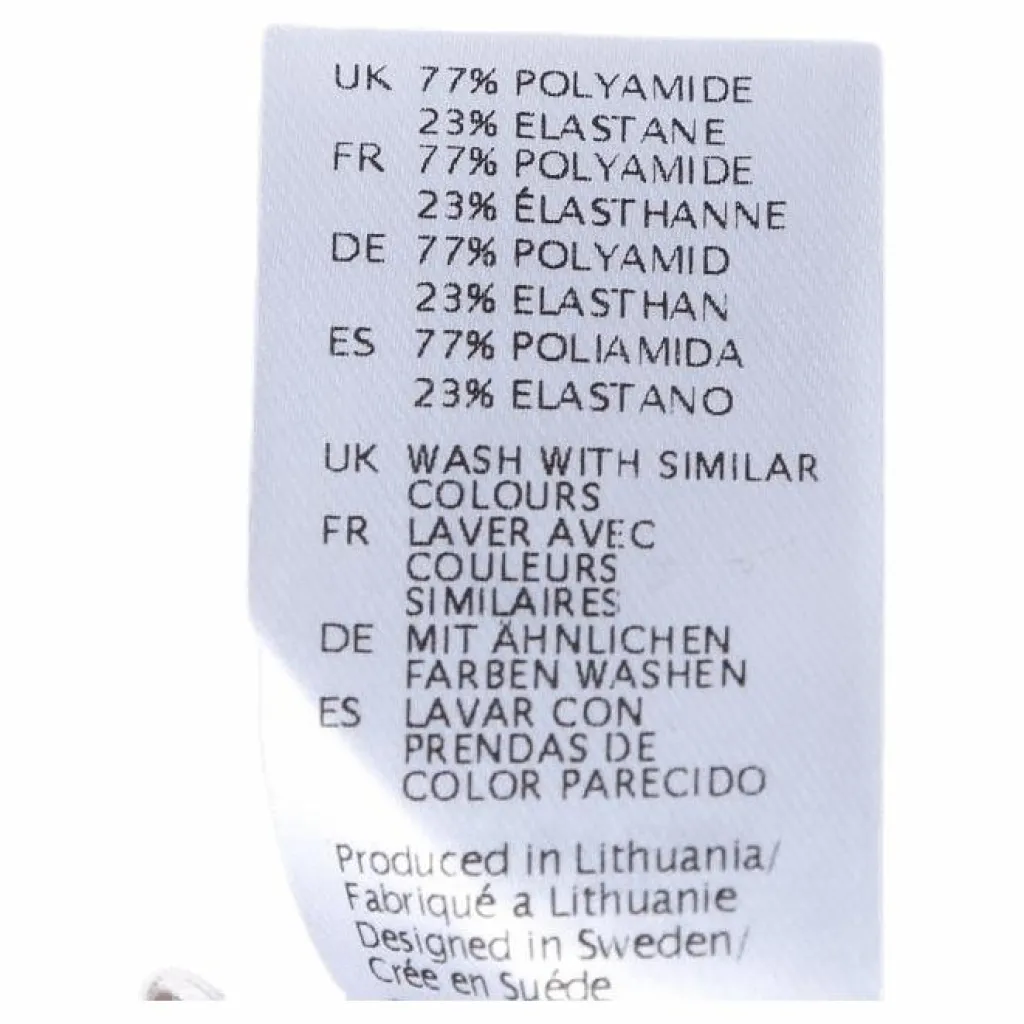 UK 77% POLYAMIDE
23% ELASTANE
FR 77% POLYAMIDE
23% ÉLASTHANNE
DE 77% POLYAMID
23% ELASTHAN
ES 77% POLIAMIDA
23% ELASTANO
UK WASH WITH SIMILAR
COLOURS
FR LAVER AVEC
COULEURS
SIMILAIRES
DE MIT ÄHNLICHEN
FARBEN WASHEN
ES LAVAR CON
PRENDAS DE
COLOR PARECIDO
Produced in Lithuania/
Fabriqué a Lithuanie
Designed in Sweden/
Crée en Suéde